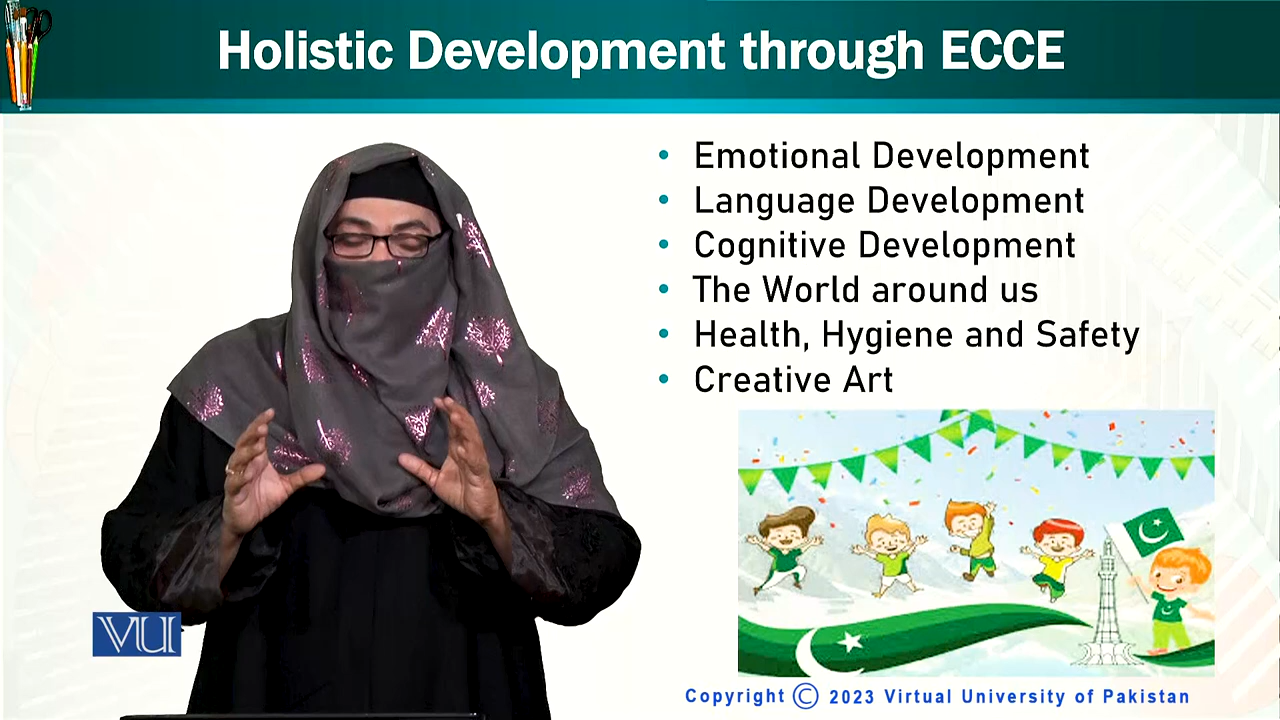 Holistic Development through ECCE
• Emotional Development
• Language Development
• Cognitive Development
• The World around us
• Health, Hygiene and Safety
• Creative Art
VU
Copyright © 2023 Virtual University of Pakistan